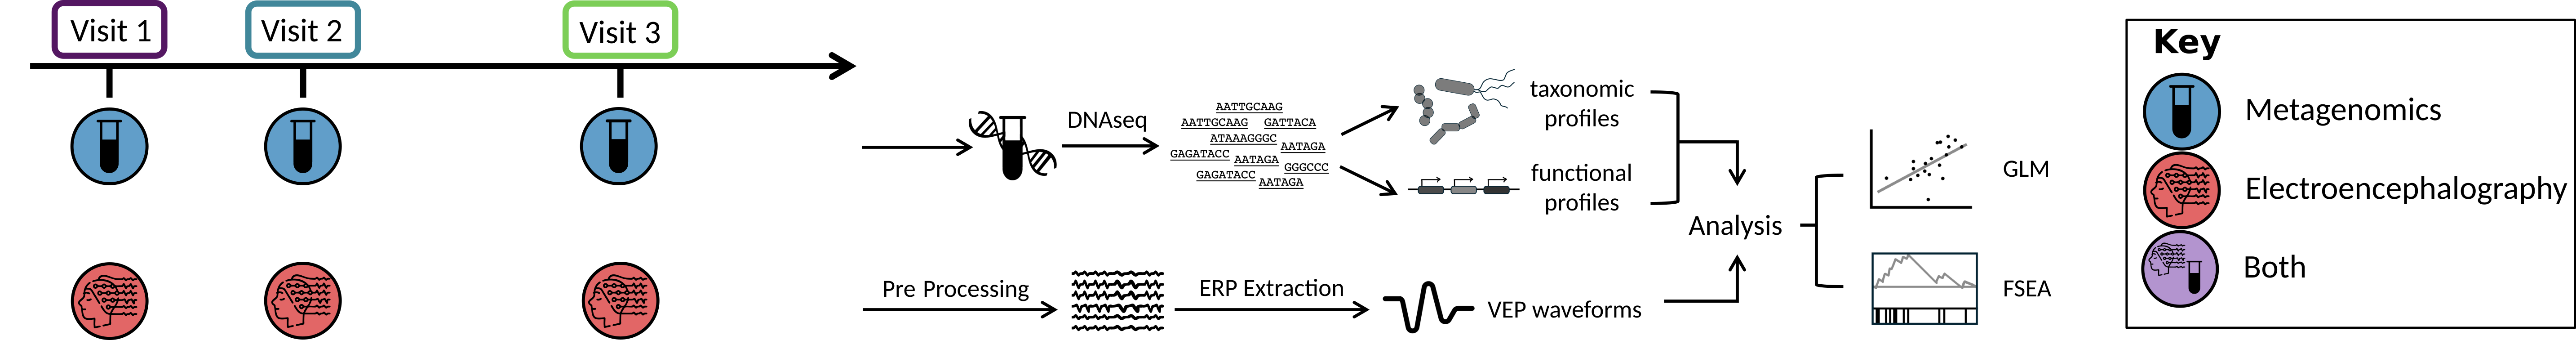 Visit 1
Visit 2
Visit 3
DNAseq
AATTGCAAG
AATTGCAAG GATTACA
ATAAAGGGC
AATAGA
GAGATACC
AATAGA
GGGCCC
GAGATACC
AATAGA
taxonomic
profiles
functional
profiles
Pre Processing
ERP Extraction
VEP waveforms
Analysis
GLM
FSEA
Key
Metagenomics
Electroencephalography
Both